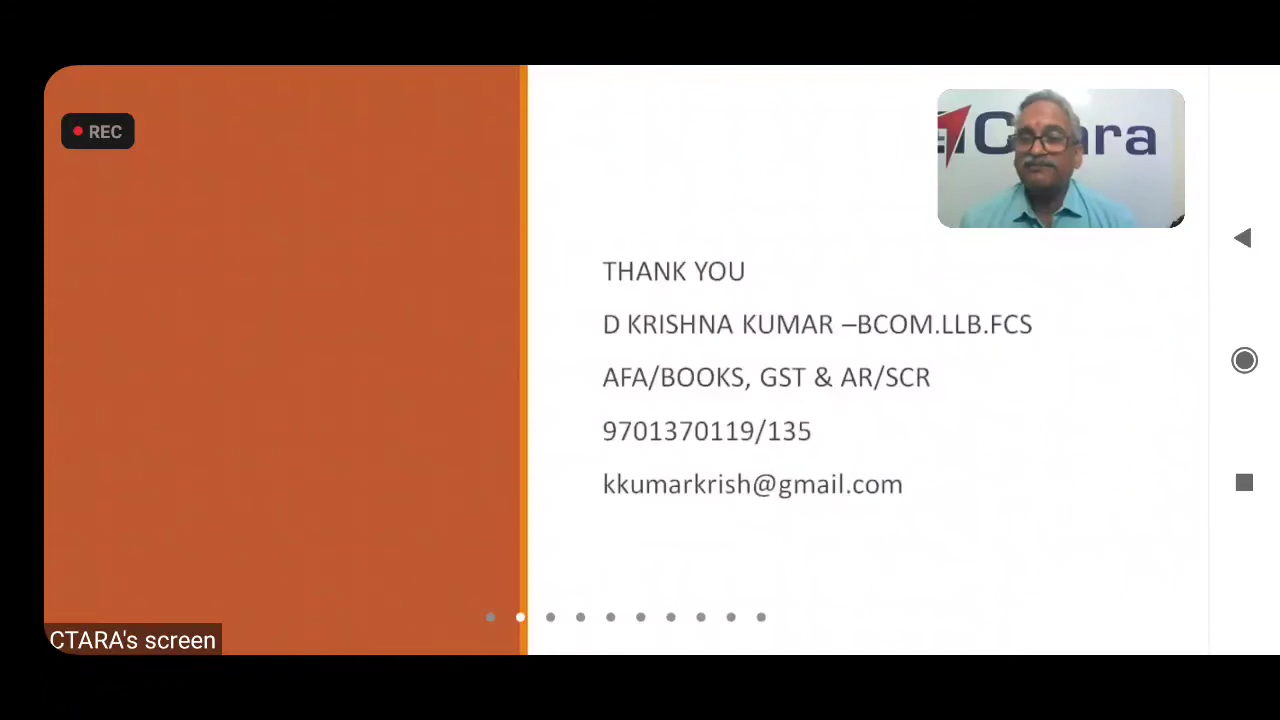 REC
THANK YOU
D KRISHNA KUMAR –BCOM.LLB.FCS
AFA/BOOKS, GST & AR/SCR
9701370119/135
kkumarkrish@gmail.com
CTARA's screen